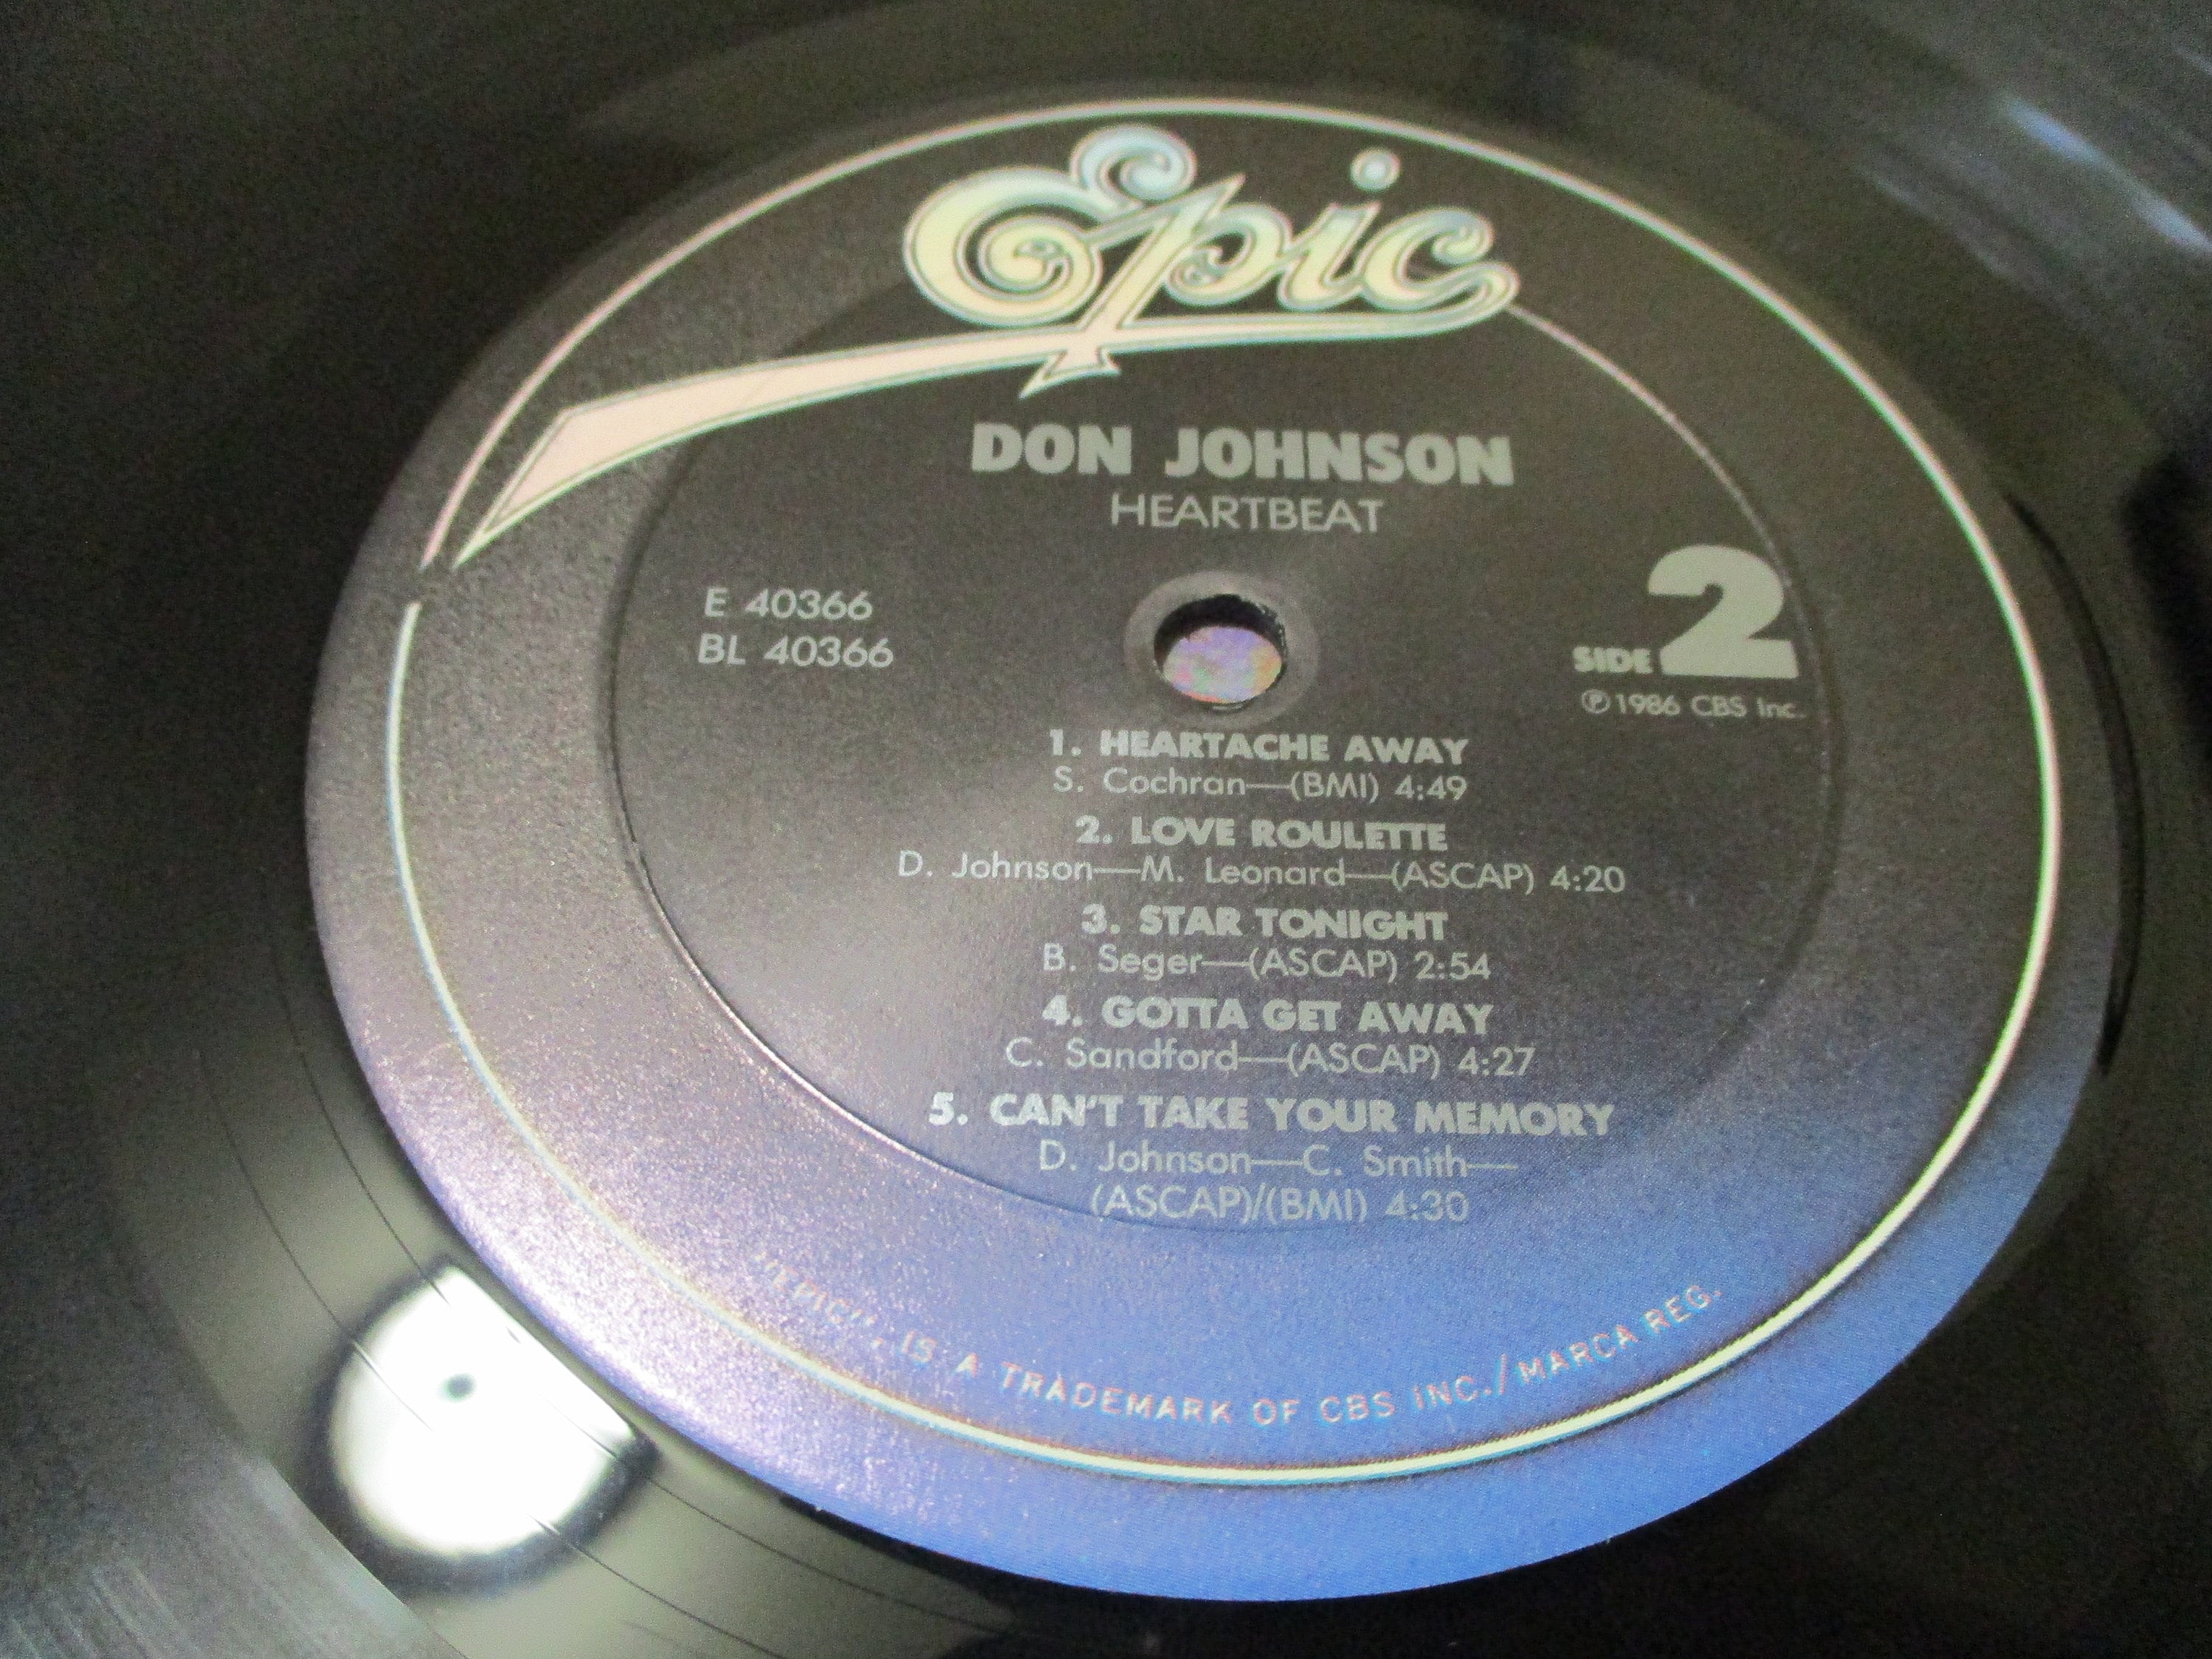 Epic
DON JOHNSON
HEARTBEAT
E 40366
BL 40366
SIDE 2
℗1986 CBS Inc.
1. HEARTACHE AWAY
S. Cochran—(BMI) 4:49
2. LOVE ROULETTE
D. Johnson—M. Leonard—(ASCAP) 4:20
3. STAR TONIGHT
B. Seger—(ASCAP) 2:54
4. GOTTA GET AWAY
C. Sandford—(ASCAP) 4:27
5. CAN'T TAKE YOUR MEMORY
D. Johnson—C. Smith—
(ASCAP)/(BMI) 4:30
"EPIC", IS A TRADEMARK OF CBS INC./MARCA REG.